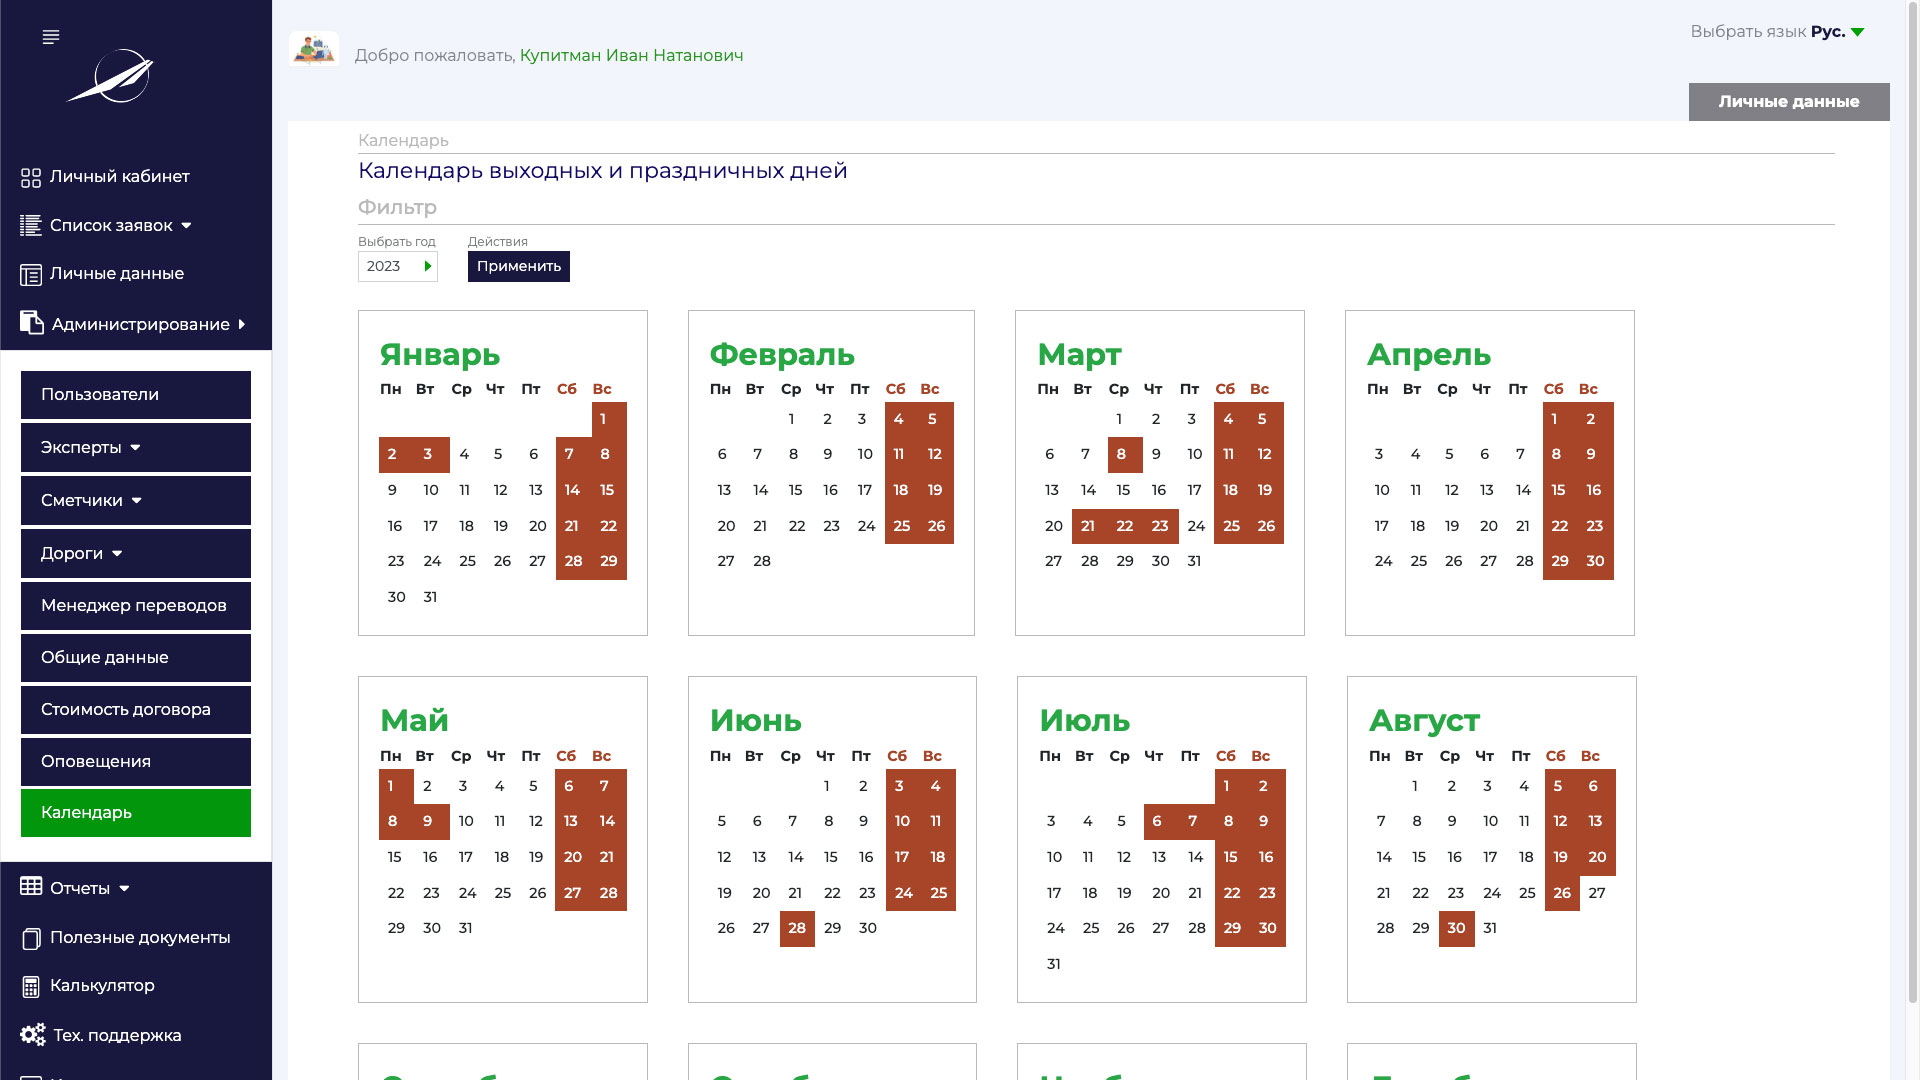 Добро пожаловать, Купитман Иван Натанович
Выбрать язык Рус.
Личные данные
Личный кабинет
Список заявок
Личные данные
Администрирование
Пользователи
Эксперты
Сметчики
Дороги
Менеджер переводов
Общие данные
Стоимость договора
Оповещения
Календарь
Отчеты
Полезные документы
Калькулятор
Тех. поддержка
Календарь
Календарь выходных и праздничных дней
Фильтр
Выбрать год
2023
Действия
Применить
Январь
Пн Вт Ср Чт Пт Сб Вс
1
2 3 4 5 6 7 8
9 10 11 12 13 14 15
16 17 18 19 20 21 22
23 24 25 26 27 28 29
30 31
Февраль
Пн Вт Ср Чт Пт Сб Вс
1 2 3 4 5
6 7 8 9 10 11 12
13 14 15 16 17 18 19
20 21 22 23 24 25 26
27 28
Март
Пн Вт Ср Чт Пт Сб Вс
1 2 3 4 5
6 7 8 9 10 11 12
13 14 15 16 17 18 19
20 21 22 23 24 25 26
27 28 29 30 31
Апрель
Пн Вт Ср Чт Пт Сб Вс
1 2
3 4 5 6 7 8 9
10 11 12 13 14 15 16
17 18 19 20 21 22 23
24 25 26 27 28 29 30
Май
Пн Вт Ср Чт Пт Сб Вс
1 2 3 4 5 6 7
8 9 10 11 12 13 14
15 16 17 18 19 20 21
22 23 24 25 26 27 28
29 30 31
Июнь
Пн Вт Ср Чт Пт Сб Вс
1 2 3 4
5 6 7 8 9 10 11
12 13 14 15 16 17 18
19 20 21 22 23 24 25
26 27 28 29 30
Июль
Пн Вт Ср Чт Пт Сб Вс
1 2
3 4 5 6 7 8 9
10 11 12 13 14 15 16
17 18 19 20 21 22 23
24 25 26 27 28 29 30
31
Август
Пн Вт Ср Чт Пт Сб Вс
1 2 3 4 5 6
7 8 9 10 11 12 13
14 15 16 17 18 19 20
21 22 23 24 25 26 27
28 29 30 31